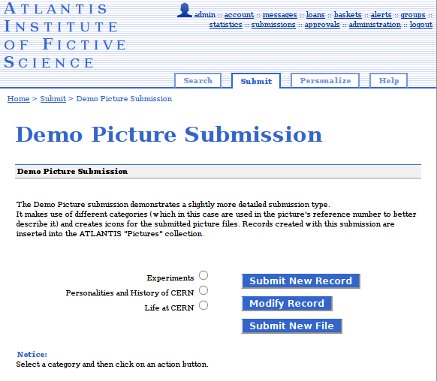 ATLANTIS
INSTITUTE
OF FICTIVE
SCIENCE
admin :: account :: messages :: loans :: baskets :: alerts :: groups ::
statistics :: submissions :: approvals :: administration :: logout
Search Submit Personalize Help
Home > Submit > Demo Picture Submission
Demo Picture Submission
Demo Picture Submission
The Demo Picture submission demonstrates a slightly more detailed submission type.
It makes use of different categories (which in this case are used in the picture's reference number to better
describe it) and creates icons for the submitted picture files. Records created with this submission are
inserted into the ATLANTIS "Pictures" collection.
Experiments
Personalities and History of CERN
Life at CERN
Submit New Record
Modify Record
Submit New File
Notice:
Select a category and then click on an action button.